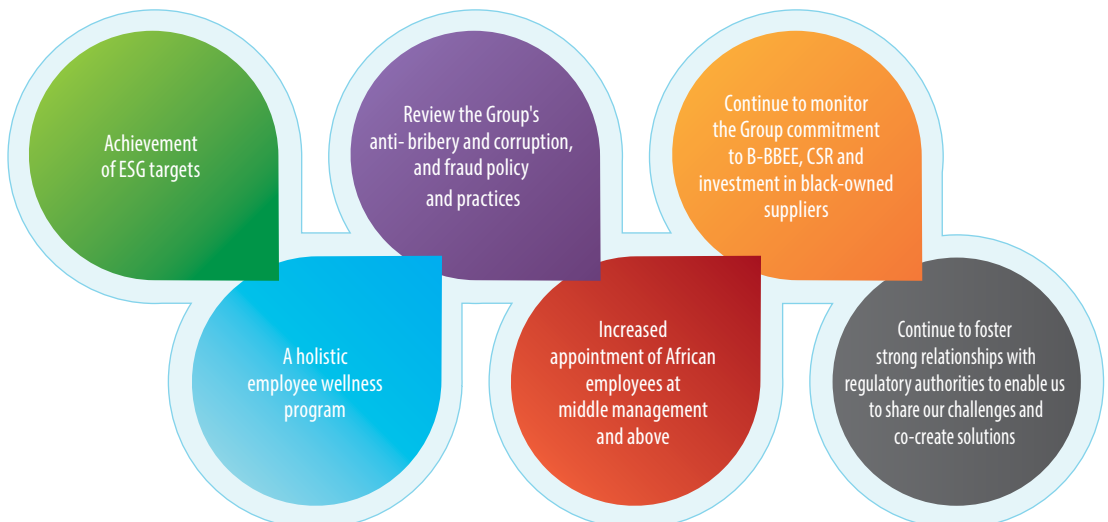 Achievement
of ESG targets
A holistic
employee wellness
program
Review the Group's
anti- bribery and corruption,
and fraud policy
and practices
Increased
appointment of African
employees at
middle management
and above
Continue to monitor
the Group commitment
to B-BBEE, CSR and
investment in black-owned
suppliers
Continue to foster
strong relationships with
regulatory authorities to enable us
to share our challenges and
co-create solutions